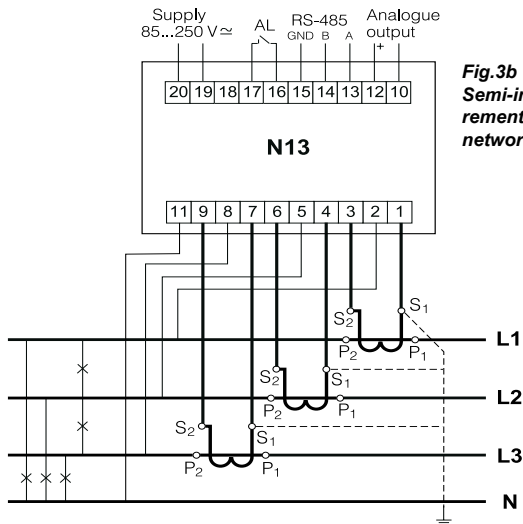 Supply
85...250 V≃
AL
RS-485
GND B A
Analogue
output
+
Fig.3b
Semi-in
rement
networ
20 19 18 17 16 15 14 13 12 10
N13
11 9 8 7 6 5 4 3 2 1
S2 S1
P2 P1 L1
S2 S1
P2 P1 L2
S2 S1
P2 P1 L3
N